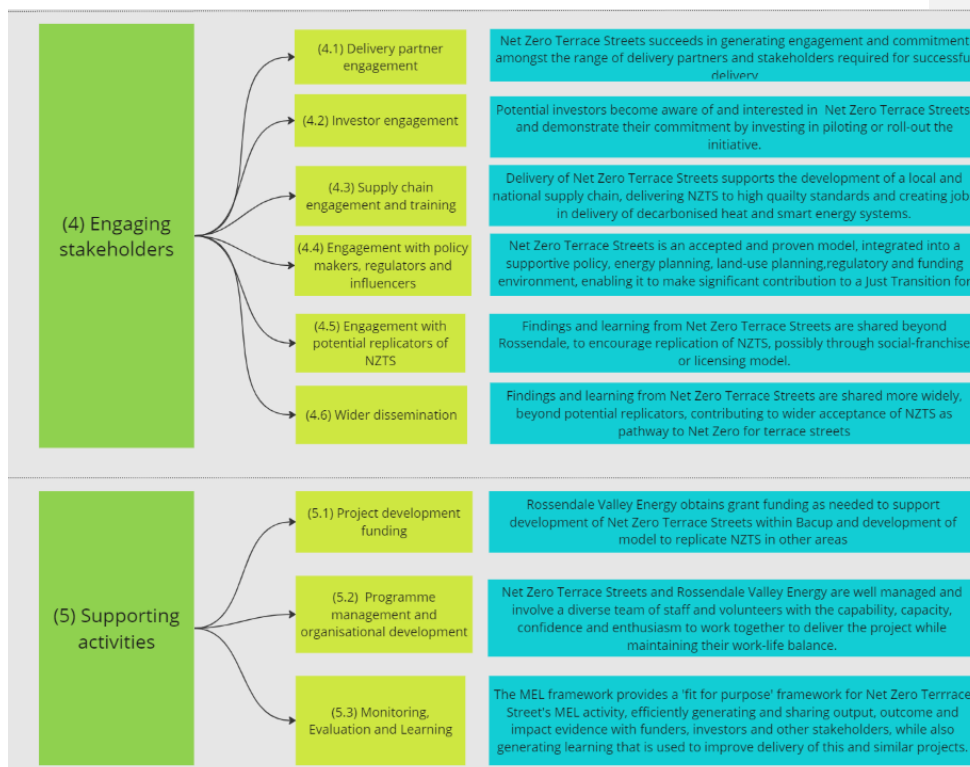 (4) Engaging
stakeholders
(4.1) Delivery partner
engagement
Net Zero Terrace Streets succeeds in generating engagement and commitment
amongst the range of delivery partners and stakeholders required for successfu
delivery
(4.2) Investor engagement
Potential investors become aware of and interested in Net Zero Terrace Streets
and demonstrate their commitment by investing in piloting or roll-out the
initiative.
(4.3) Supply chain
engagement and training
Delivery of Net Zero Terrace Streets supports the development of a local and
national supply chain, delivering NZTS to high quailty standards and creating job
in delivery of decarbonised heat and smart energy systems.
(4.4) Engagement with policy
makers, regulators and
influencers
Net Zero Terrace Streets is an accepted and proven model, integrated into a
supportive policy, energy planning, land-use planning,regulatory and funding
environment, enabling it to make significant contribution to a Just Transition for
(4.5) Engagement with
potential replicators of
NZTS
Findings and learning from Net Zero Terrace Streets are shared beyond
Rossendale, to encourage replication of NZTS, possibly through social-franchise
or licensing model.
(4.6) Wider dissemination
Findings and learning from Net Zero Terrace Streets are shared more widely,
beyond potential replicators, contributing to wider acceptance of NZTS as
pathway to Net Zero for terrace streets
(5) Supporting
activities
(5.1) Project development
funding
Rossendale Valley Energy obtains grant funding as needed to support
development of Net Zero Terrace Streets within Bacup and development of
model to replicate NZTS in other areas
(5.2) Programme
management and
organisational development
Net Zero Terrace Streets and Rossendale Valley Energy are well managed and
involve a diverse team of staff and volunteers with the capability, capacity,
confidence and enthusiasm to work together to deliver the project while
maintaining their work-life balance.
(5.3) Monitoring,
Evaluation and Learning
The MEL framework provides a 'fit for purpose' framework for Net Zero Terrrace
Street's MEL activity, efficiently generating and sharing output, outcome and
impact evidence with funders, investors and other stakeholders, while also
generating learning that is used to improve delivery of this and similar projects.